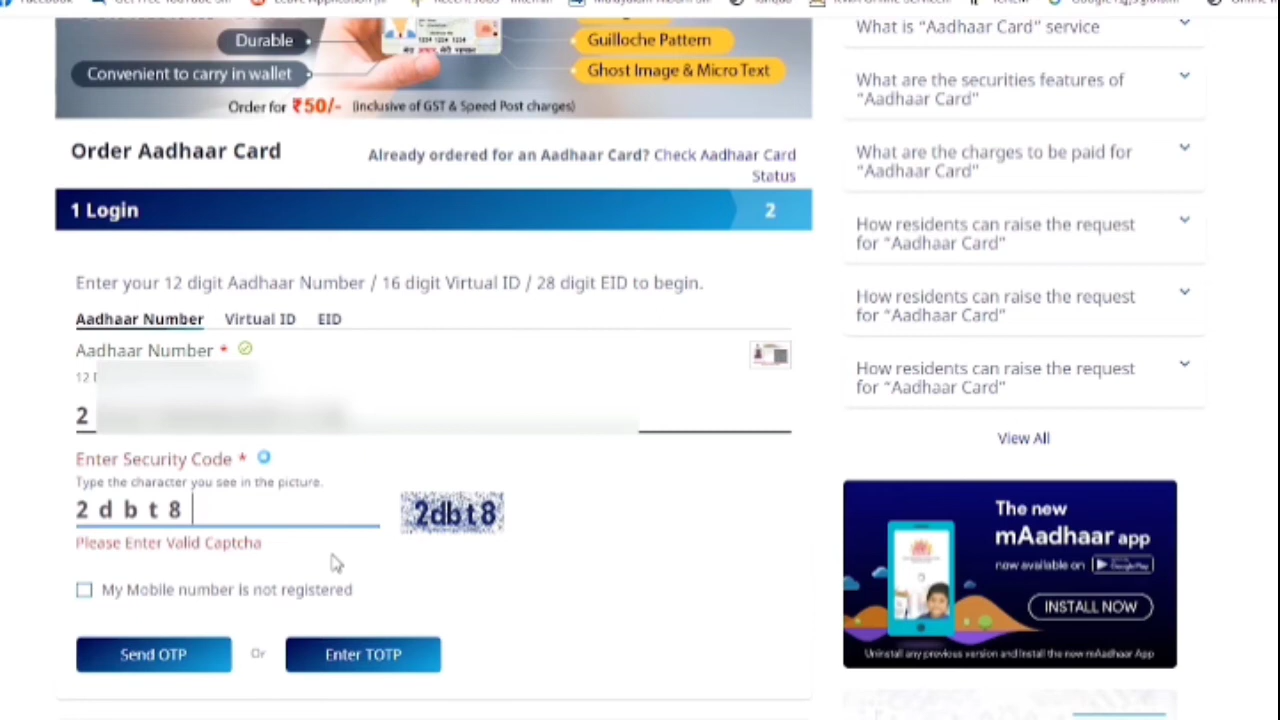 Facebook
Durable
Convenient to carry in wallet
Guilloche Pattern
Ghost Image & Micro Text
Order for ₹50/- (Inclusive of GST & Speed Post charges)
Order Aadhaar Card
Already ordered for an Aadhaar Card? Check Aadhaar Card
Status
1 Login
2
Enter your 12 digit Aadhaar Number / 16 digit Virtual ID / 28 digit EID to begin.
Aadhaar Number Virtual ID EID
Aadhaar Number *
12
2
Enter Security Code *
Type the character you see in the picture.
2 d b t 8
2dbt8
Please Enter Valid Captcha
My Mobile number is not registered
Send OTP Or Enter TOTP
What is “Aadhaar Card” service
What are the securities features of
“Aadhaar Card”
What are the charges to be paid for
“Aadhaar Card”
How residents can raise the request
for “Aadhaar Card”
How residents can raise the request
for “Aadhaar Card”
How residents can raise the request
for “Aadhaar Card”
View All
The new
mAadhaar app
now available on Google Play
INSTALL NOW
Uninstall any previous version and Install the new mAadhaar App